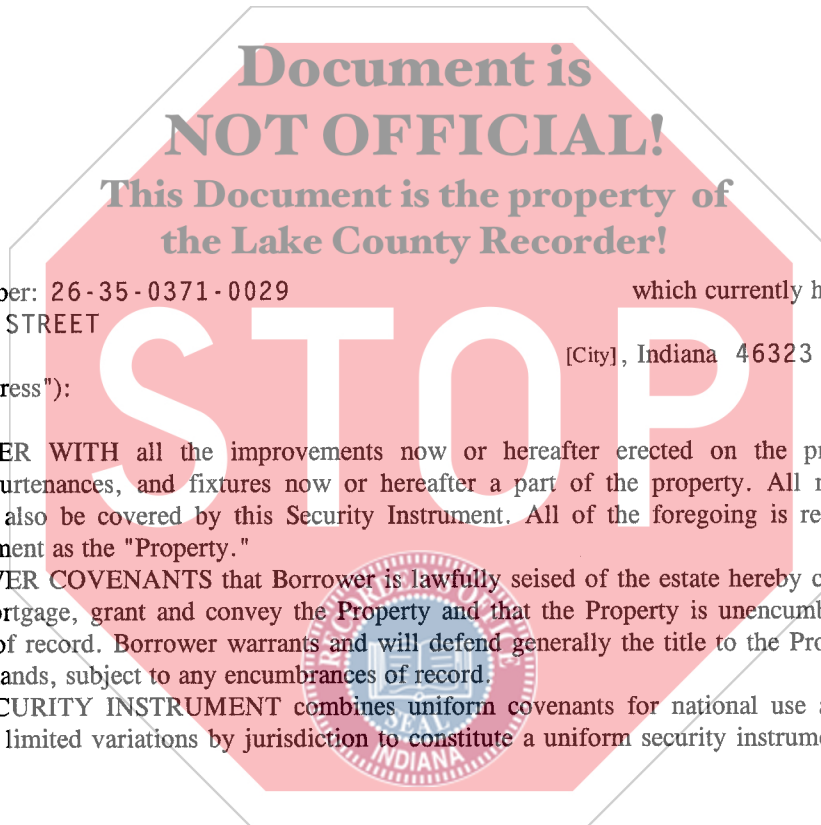 Document is
NOT OFFICIAL!
This Document is the property of
the Lake County Recorder!
ber: 26-35-0371-0029 which currently h
STREET
[City], Indiana 46323
ress"):
STOP
ER WITH all the improvements now or hereafter erected on the pr
urtenances, and fixtures now or hereafter a part of the property. All r
also be covered by this Security Instrument. All of the foregoing is re
ment as the "Property."
VER COVENANTS that Borrower is lawfully seised of the estate hereby c
ortgage, grant and convey the Property and that the Property is unencumb
of record. Borrower warrants and will defend generally the title to the Pro
ands, subject to any encumbrances of record.
CURITY INSTRUMENT combines uniform covenants for national use a
limited variations by jurisdiction to constitute a uniform security instrume
RECORDER'S OFFICE
SEAL
INDIANA